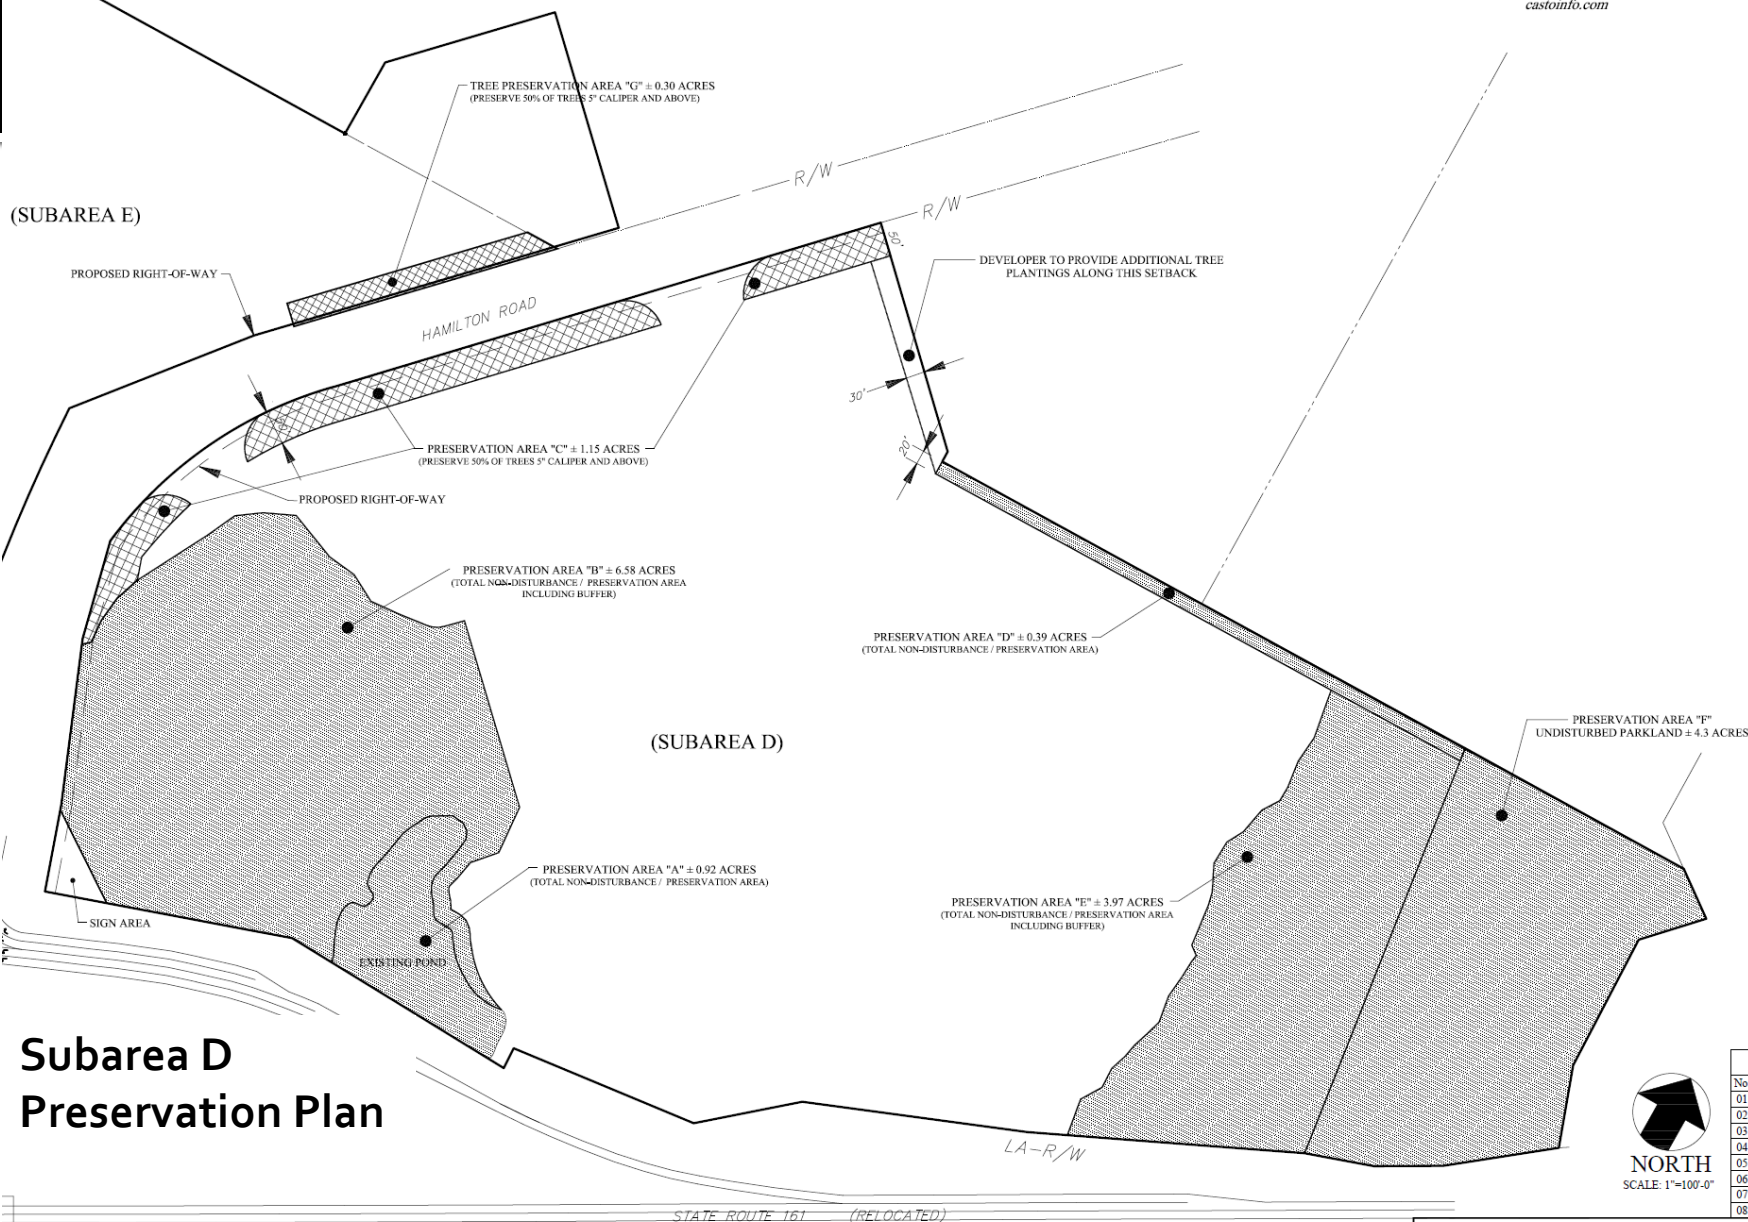 castoinfo.com
TREE PRESERVATION AREA "G" ± 0.30 ACRES
(PRESERVE 50% OF TREES 5" CALIPER AND ABOVE)
R/W
R/W
(SUBAREA E)
50'
PROPOSED RIGHT-OF-WAY
DEVELOPER TO PROVIDE ADDITIONAL TREE
PLANTINGS ALONG THIS SETBACK
HAMILTON ROAD
30'
20'
PRESERVATION AREA "C" ± 1.15 ACRES
(PRESERVE 50% OF TREES 5" CALIPER AND ABOVE)
PROPOSED RIGHT-OF-WAY
PRESERVATION AREA "B" ± 6.58 ACRES
(TOTAL NON-DISTURBANCE / PRESERVATION AREA
INCLUDING BUFFER)
PRESERVATION AREA "D" ± 0.39 ACRES
(TOTAL NON-DISTURBANCE / PRESERVATION AREA)
PRESERVATION AREA "F"
UNDISTURBED PARKLAND ± 4.3 ACRES
(SUBAREA D)
PRESERVATION AREA "A" ± 0.92 ACRES
(TOTAL NON-DISTURBANCE / PRESERVATION AREA)
PRESERVATION AREA "E" ± 3.97 ACRES
(TOTAL NON-DISTURBANCE / PRESERVATION AREA
INCLUDING BUFFER)
SIGN AREA
EXISTING POND
Subarea D
Preservation Plan
LA-R/W
NORTH
SCALE: 1"=100'-0"
No
01
02
03
04
05
06
07
08
STATE ROUTE 161 (RELOCATED)